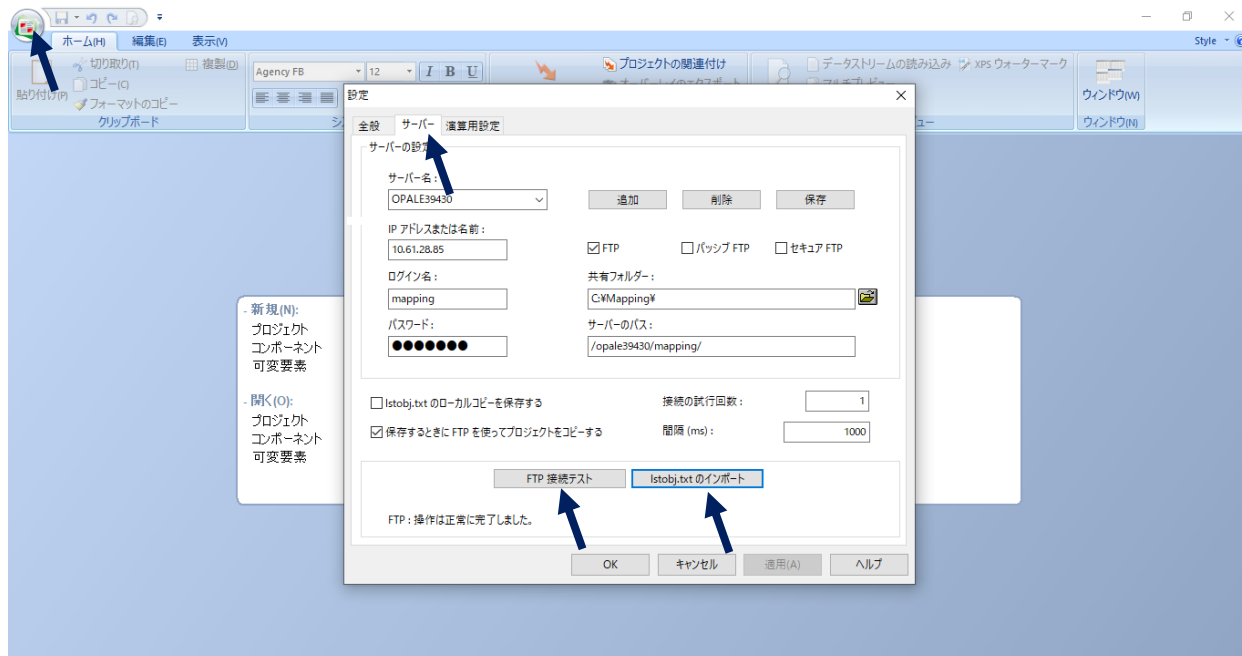 ホーム(H) 編集(E) 表示(V) Style
切り取り(T) 複製(D)
貼り付け(P) コピー(C)
フォーマットのコピー
クリップボード
Agency FB 12 I B U
プロジェクトの関連付け
データストリームの読み込み XPS ウォーターマーク
ウィンドウ(W)
ウィンドウ(N)
設定
全般 サーバー 演算用設定
サーバーの設定
サーバー名 :
OPALE39430 追加 削除 保存
IP アドレスまたは名前 :
10.61.28.85 FTP パッシブ FTP セキュア FTP
ログイン名 : 共有フォルダー :
mapping C:¥Mapping¥
パスワード : サーバーのパス :
●●●●●●● /opale39430/mapping/
lstobj.txt のローカルコピーを保存する 接続の試行回数 : 1
保存するときに FTP を使ってプロジェクトをコピーする 間隔 (ms) : 1000
FTP 接続テスト lstobj.txt のインポート
FTP : 操作は正常に完了しました。
OK キャンセル 適用(A) ヘルプ
- 新規(N):
プロジェクト
コンポーネント
可変要素
- 開く(O):
プロジェクト
コンポーネント
可変要素